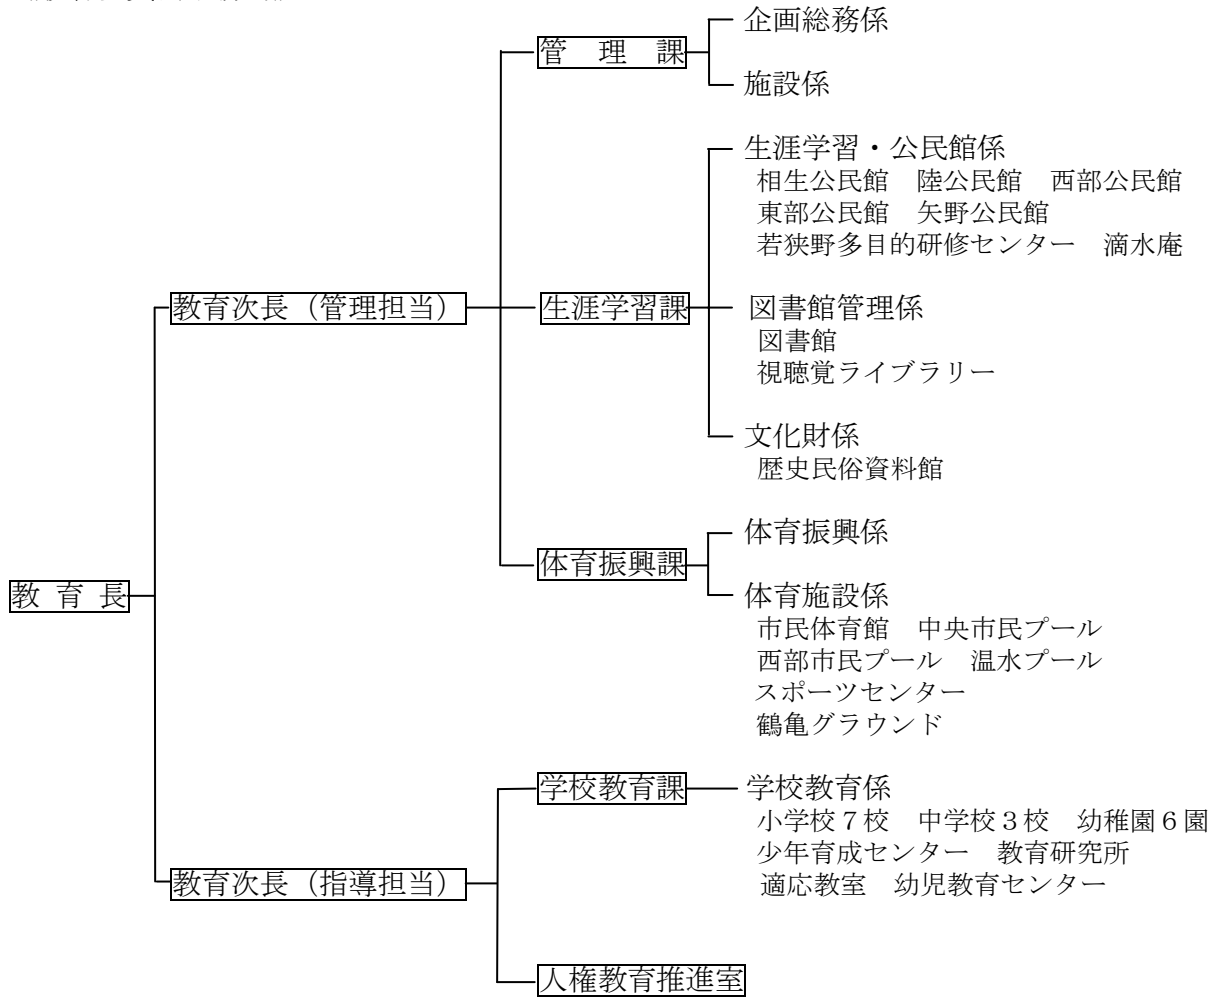 企画総務係
管　理　課
施設係
生涯学習・公民館係
相生公民館　陸公民館　西部公民館
東部公民館　矢野公民館
若狭野多目的研修センター　滴水庵
教育次長（管理担当）
生涯学習課
図書館管理係
図書館
視聴覚ライブラリー
文化財係
歴史民俗資料館
体育振興係
体育振興課
教 育 長
体育施設係
市民体育館　中央市民プール
西部市民プール　温水プール
スポーツセンター
鶴亀グラウンド
学校教育課
学校教育係
小学校７校　中学校３校　幼稚園６園
少年育成センター　教育研究所
教育次長（指導担当）
適応教室　幼児教育センター
人権教育推進室